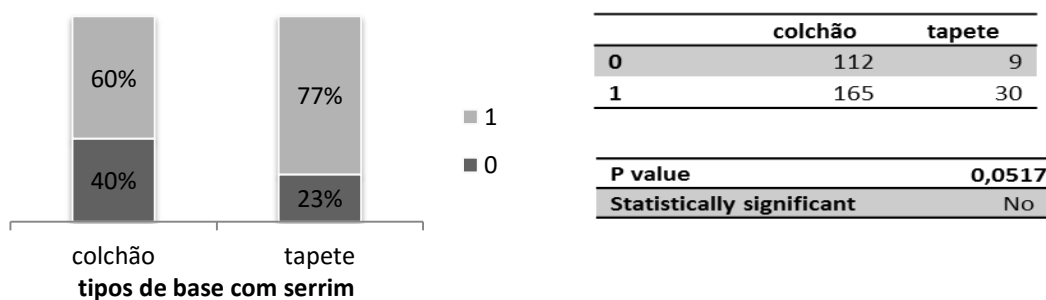 60%
77%
40%
23%
colchão tapete
tipos de base com serrim
1
0
colchão tapete
0 112 9
1 165 30
P value 0,0517
Statistically significant No